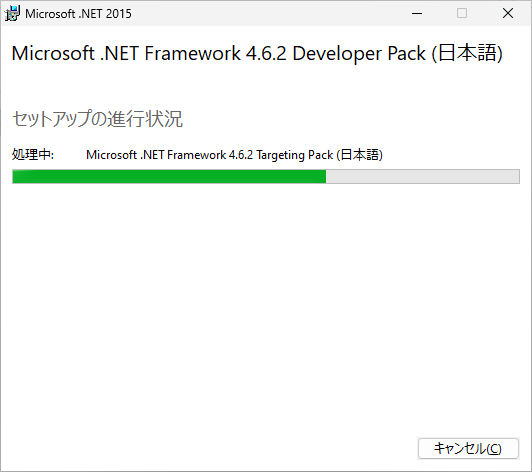 Microsoft .NET 2015
Microsoft .NET Framework 4.6.2 Developer Pack (日本語)
セットアップの進行状況
処理中: Microsoft .NET Framework 4.6.2 Targeting Pack (日本語)
キャンセル(C)